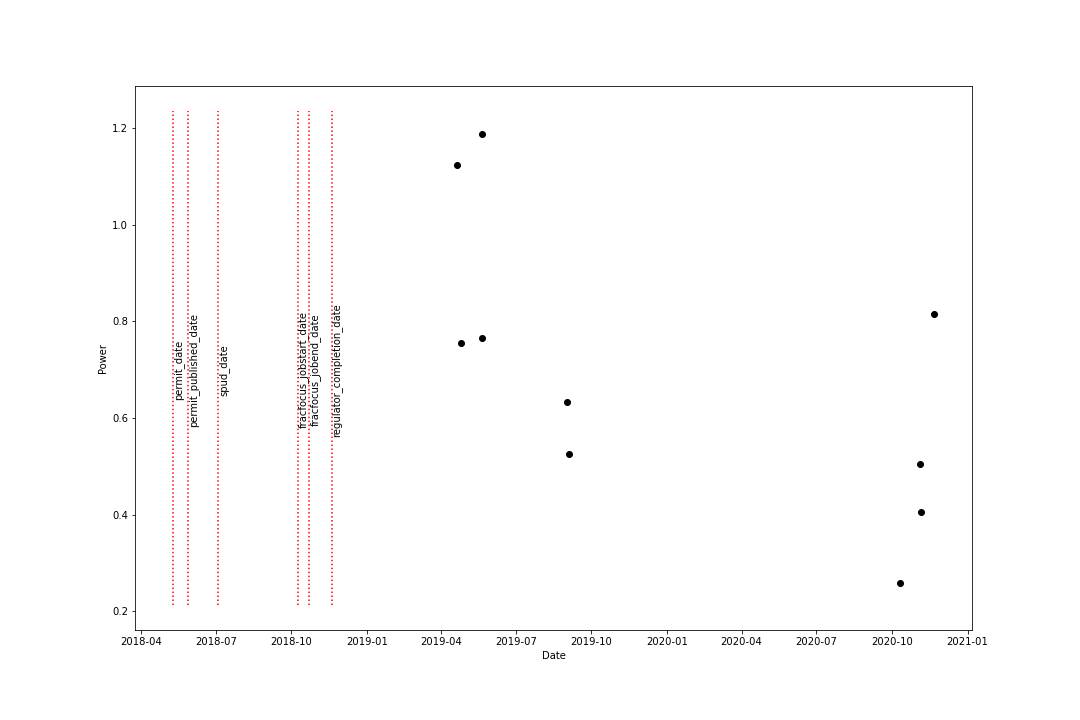 1.2
1.0
0.8
0.6
0.4
0.2
Power
permit_date
permit_published_date
spud_date
fracfocus_jobstart_date
fracfocus_jobend_date
regulator_completion_date
2018-04 2018-07 2018-10 2019-01 2019-04 2019-07 2019-10 2020-01 2020-04 2020-07 2020-10 2021-01
Date